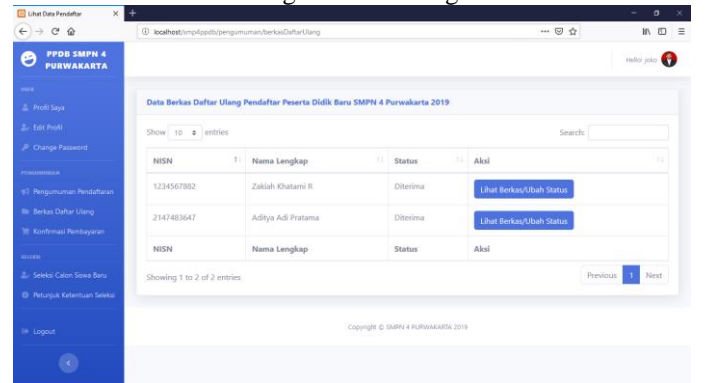 Lihat Data Pendaftar
localhost/smp4ppdb/pengumuman/berkasDaftarUlang
PPDB SMPN 4
PURWAKARTA
Hello! joko
USER
Profil Saya
Edit Profil
Change Password
PENGUMUMAN
Pengumuman Pendaftaran
Berkas Daftar Ulang
Konfirmasi Pembayaran
SELEKSI
Seleksi Calon Siswa Baru
Petunjuk Ketentuan Seleksi
Logout
Data Berkas Daftar Ulang Pendaftar Peserta Didik Baru SMPN 4 Purwakarta 2019
Show 10 entries Search:
NISN Nama Lengkap Status Aksi
1234567882 Zakiah Khatami R Diterima Lihat Berkas/Ubah Status
2147483647 Aditya Adi Pratama Diterima Lihat Berkas/Ubah Status
NISN Nama Lengkap Status Aksi
Showing 1 to 2 of 2 entries Previous 1 Next
Copyright © SMPN 4 PURWAKARTA 2019